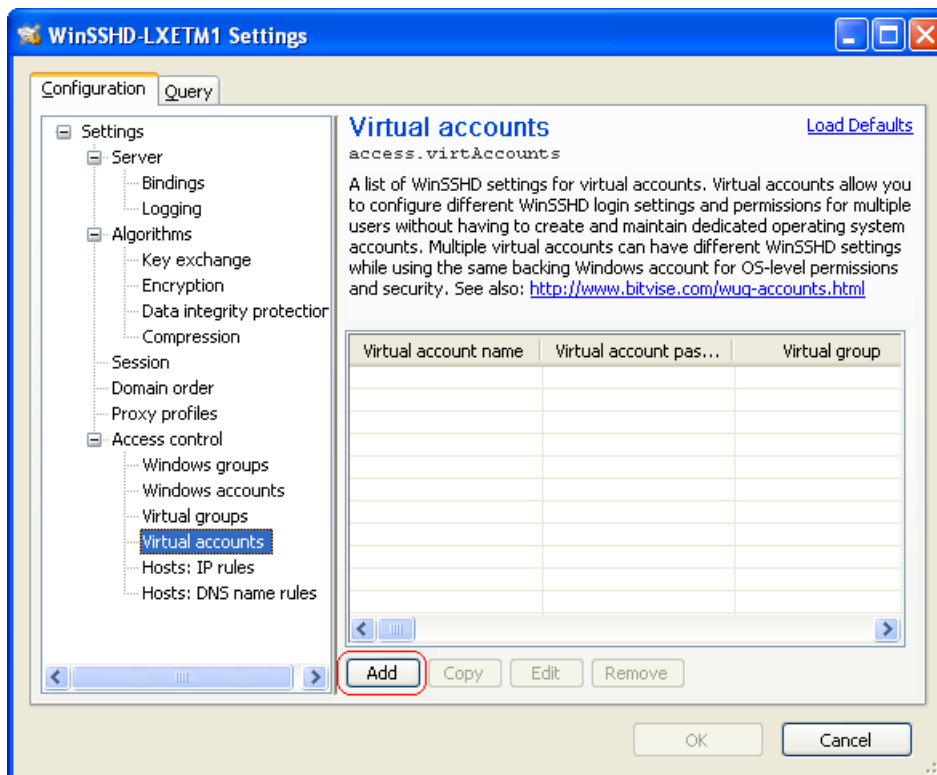 WinSSHD-LXETM1 Settings
Configuration
Query
Settings
Server
Bindings
Logging
Algorithms
Key exchange
Encryption
Data integrity protection
Compression
Session
Domain order
Proxy profiles
Access control
Windows groups
Windows accounts
Virtual groups
Virtual accounts
Hosts: IP rules
Hosts: DNS name rules
Virtual accounts
Load Defaults
access.virtAccounts
A list of WinSSHD settings for virtual accounts. Virtual accounts allow you
to configure different WinSSHD login settings and permissions for multiple
users without having to create and maintain dedicated operating system
accounts. Multiple virtual accounts can have different WinSSHD settings
while using the same backing Windows account for OS-level permissions
and security. See also: http://www.bitvise.com/wug-accounts.html
Virtual account name
Virtual account pas...
Virtual group
Add
Copy
Edit
Remove
OK
Cancel